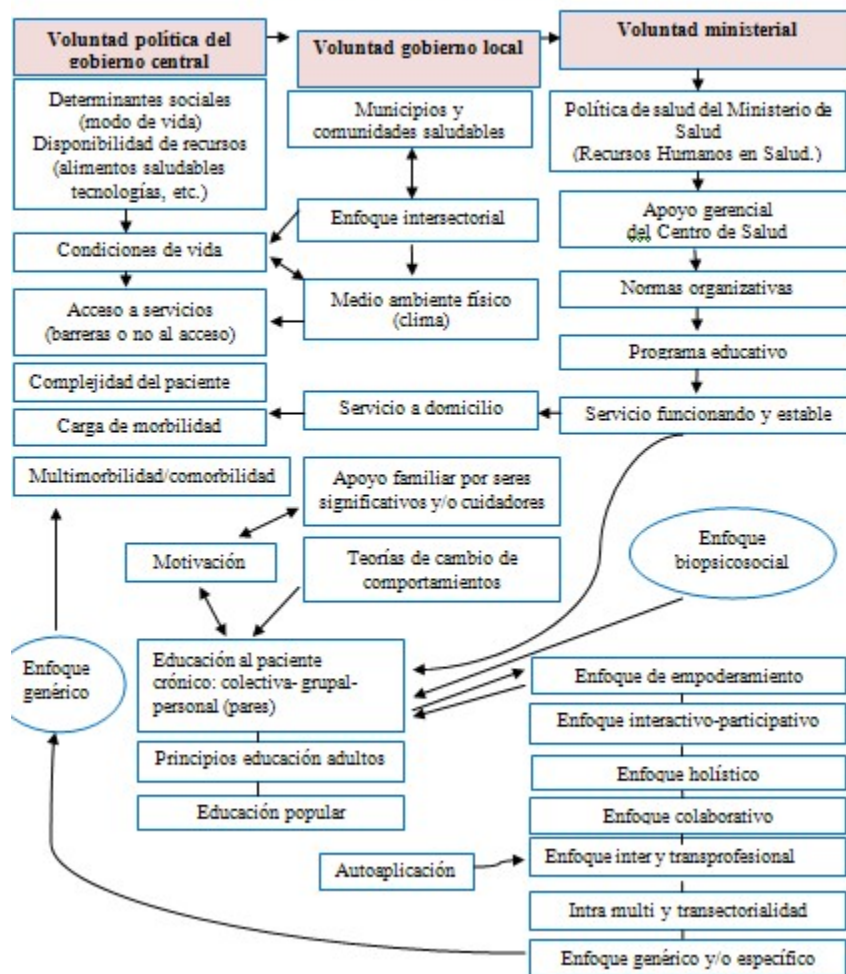 Voluntad política del
gobierno central
Voluntad gobierno local
Voluntad ministerial
Determinantes sociales
(modo de vida)
Disponibilidad de recursos
(alimentos saludables
tecnologías, etc.)
Municipios y
comunidades saludables
Política de salud del Ministerio de
Salud
(Recursos Humanos en Salud.)
Enfoque intersectorial
Apoyo gerencial
del Centro de Salud
Condiciones de vida
Medio ambiente físico
(clima)
Normas organizativas
Acceso a servicios
(barreras o no al acceso)
Programa educativo
Complejidad del paciente
Carga de morbilidad
Servicio a domicilio
Servicio funcionando y estable
Multimorbilidad/comorbilidad
Apoyo familiar por seres
significativos y/o cuidadores
Enfoque
biopsicosocial
Motivación
Teorías de cambio de
comportamientos
Enfoque
genérico
Educación al paciente
crónico: colectiva- grupal-
personal (pares)
Principios educación adultos
Educación popular
Enfoque de empoderamiento
Enfoque interactivo-participativo
Enfoque holístico
Enfoque colaborativo
Autoaplicación
Enfoque inter y transprofesional
Intra multi y transectorialidad
Enfoque genérico y/o específico